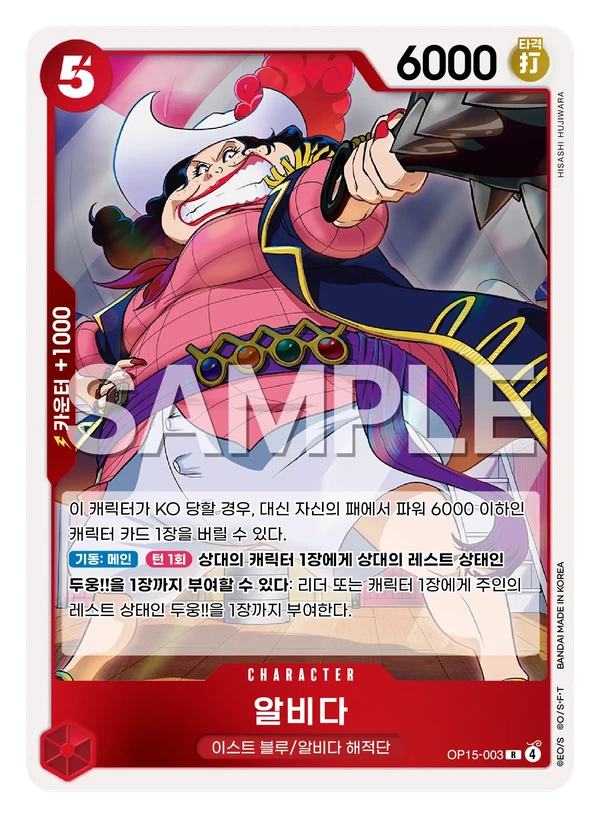 5
6000
타격
打
HISASHI HUJIWARA
⚡카운터 +1000
SAMPLE
이 캐릭터가 KO 당할 경우, 대신 자신의 패에서 파워 6000 이하인
캐릭터 카드 1장을 버릴 수 있다.
기동: 메인 턴 1회 상대의 캐릭터 1장에게 상대의 레스트 상태인
두웅!!을 1장까지 부여할 수 있다: 리더 또는 캐릭터 1장에게 주인의
레스트 상태인 두웅!!을 1장까지 부여한다.
CHARACTER
알비다
이스트 블루/알비다 해적단
OP15-003 R 4
©EO/S ©O/S·F·T BANDAI MADE IN KOREA